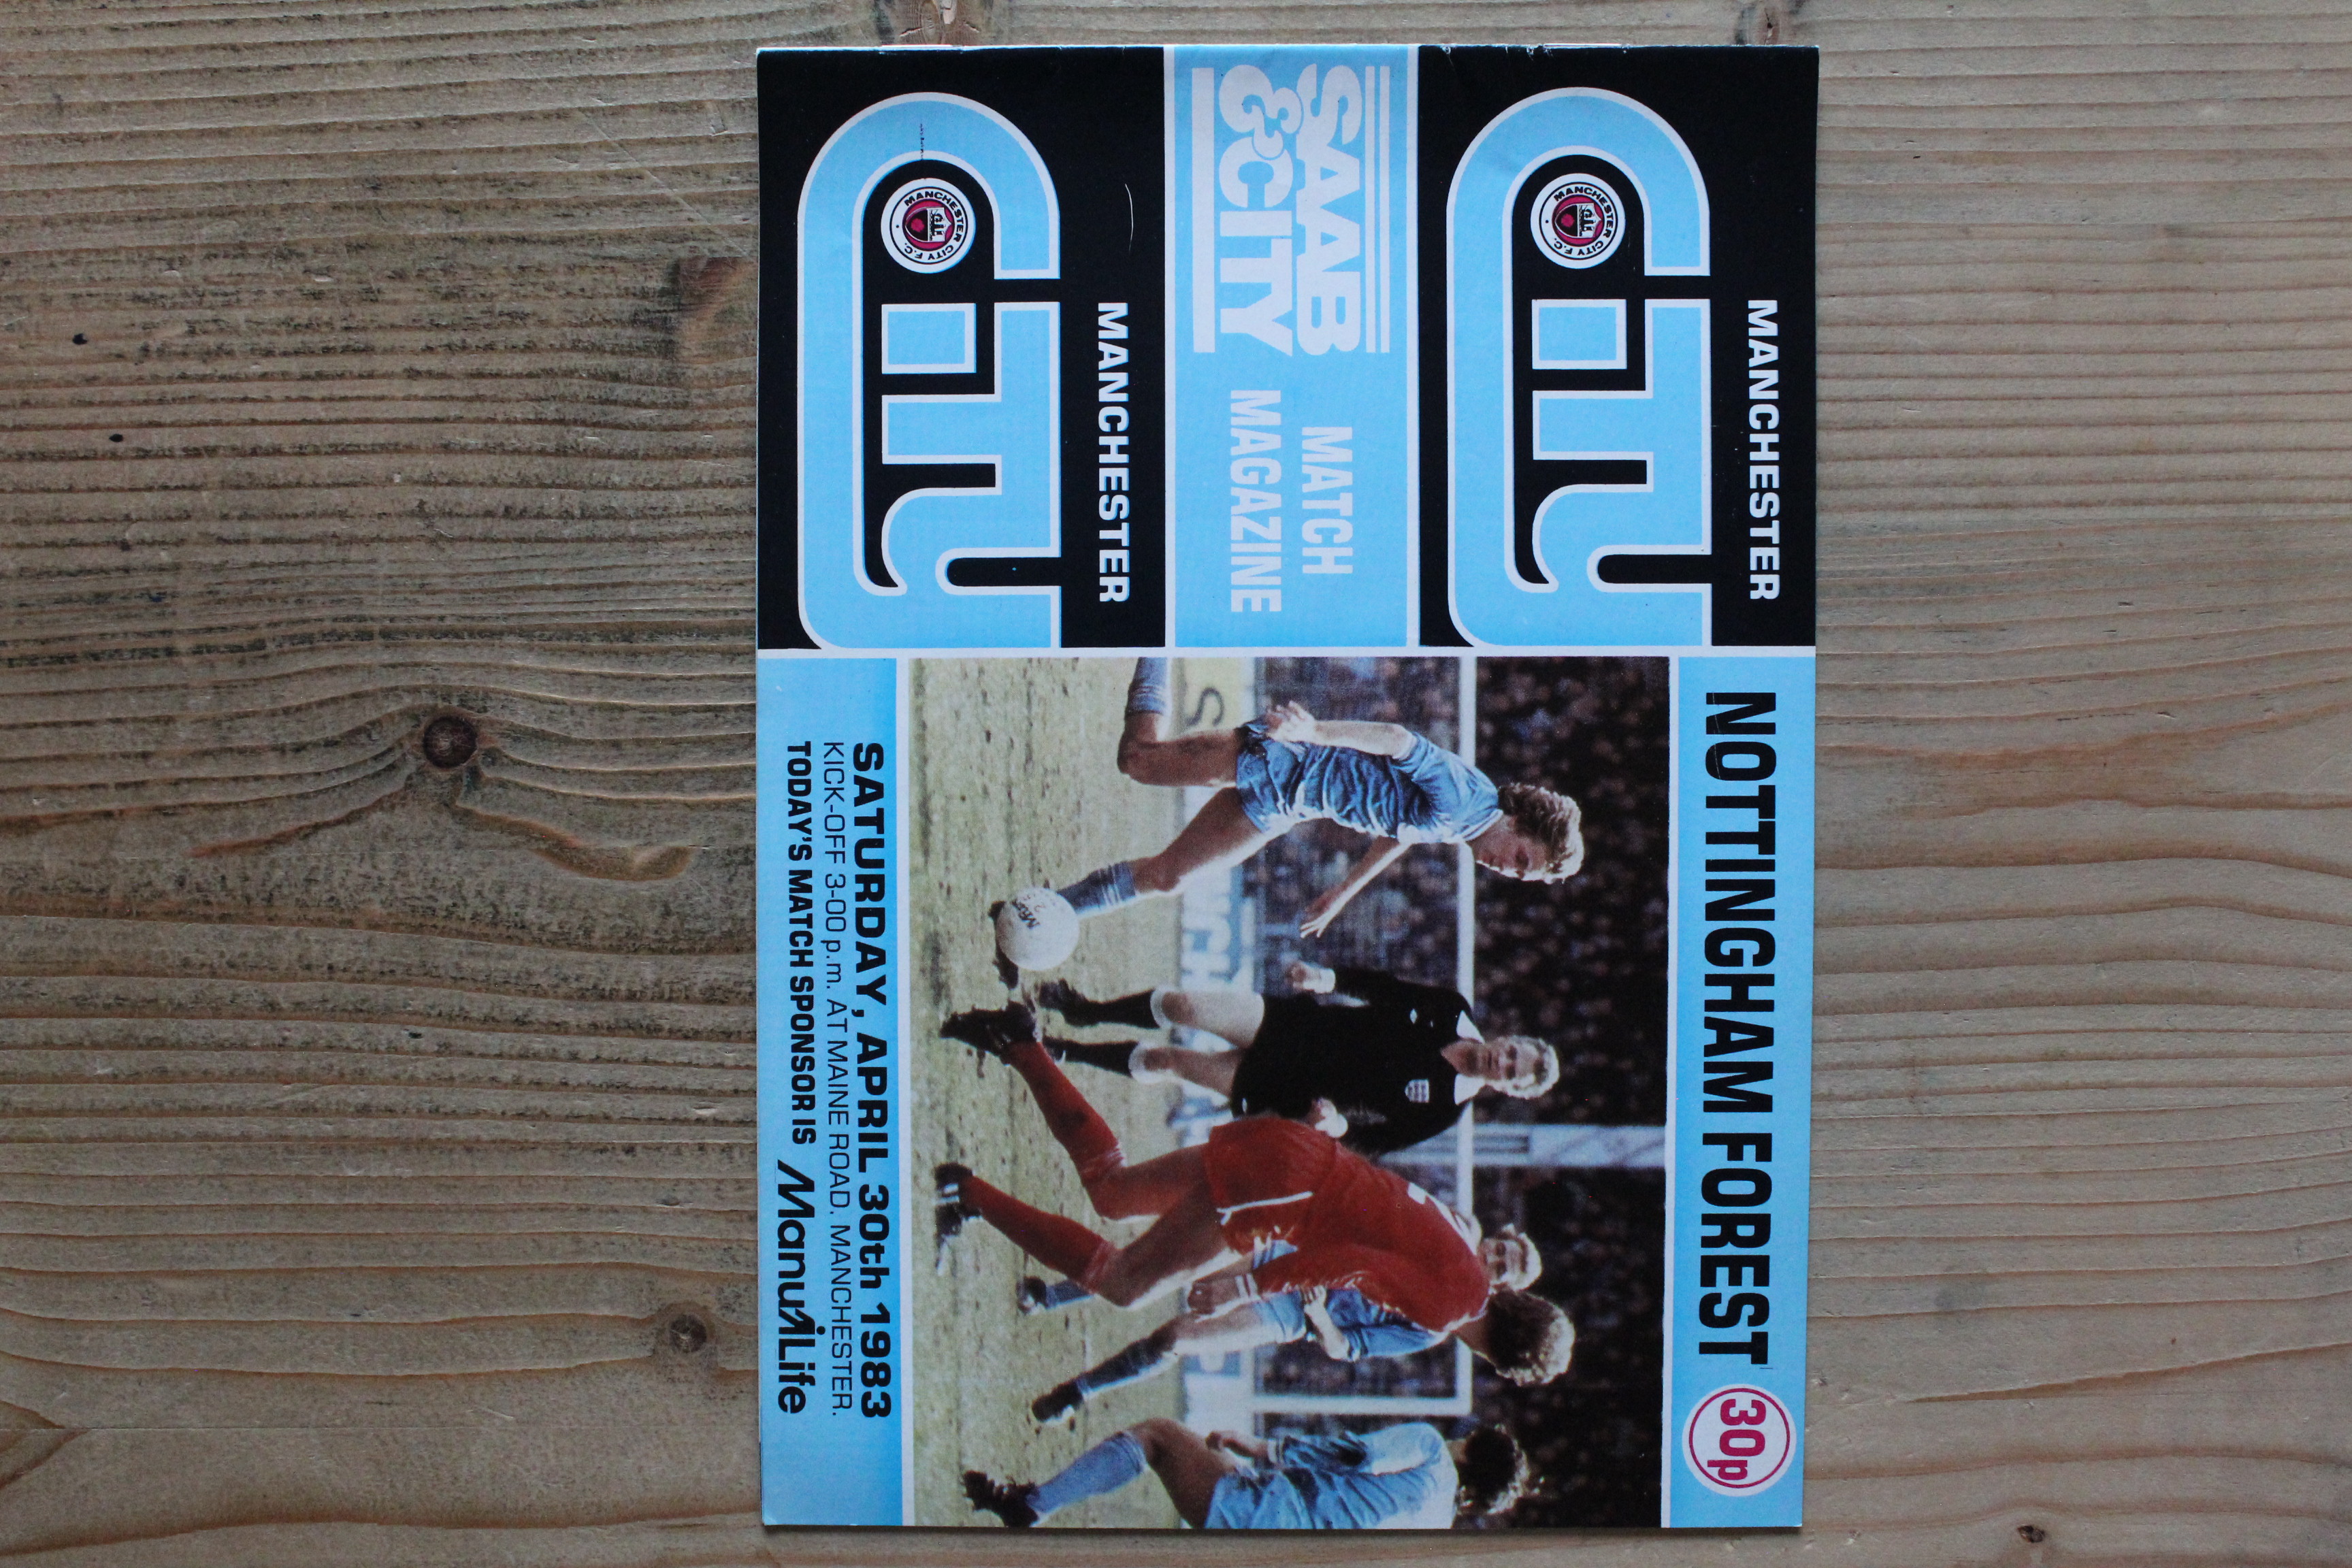 MANCHESTER
CITY
MANCHESTER CITY F.C.
SAAB
& CITY
MATCH
MAGAZINE
MANCHESTER
CITY
MANCHESTER CITY F.C.
NOTTINGHAM FOREST
30p
SATURDAY, APRIL 30th 1983
KICK-OFF 3-00 p.m. AT MAINE ROAD, MANCHESTER.
TODAY'S MATCH SPONSOR IS ManuLife